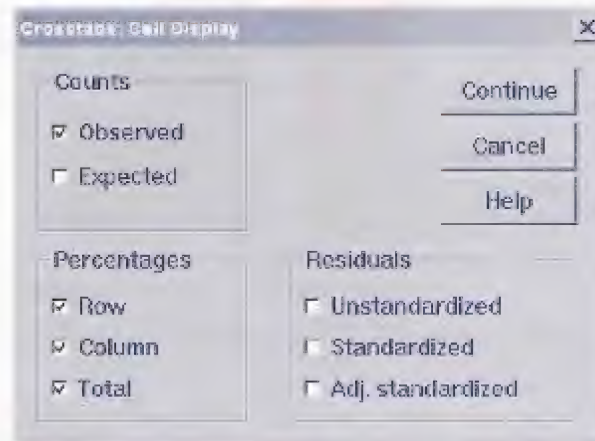 Crosstabs: Cell Display
Counts
Observed
Expected
Continue
Cancel
Help
Percentages
Row
Column
Total
Residuals
Unstandardized
Standardized
Adj. standardized